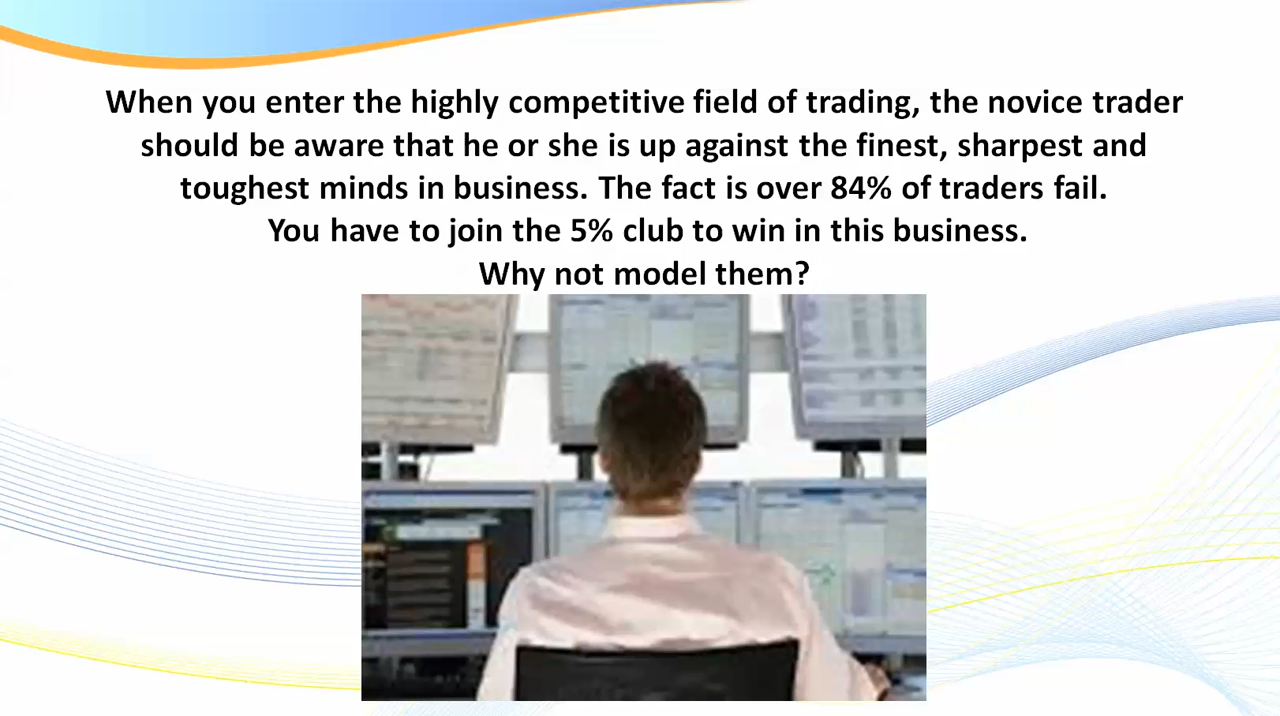 When you enter the highly competitive field of trading, the novice trader
should be aware that he or she is up against the finest, sharpest and
toughest minds in business. The fact is over 84% of traders fail.
You have to join the 5% club to win in this business.
Why not model them?